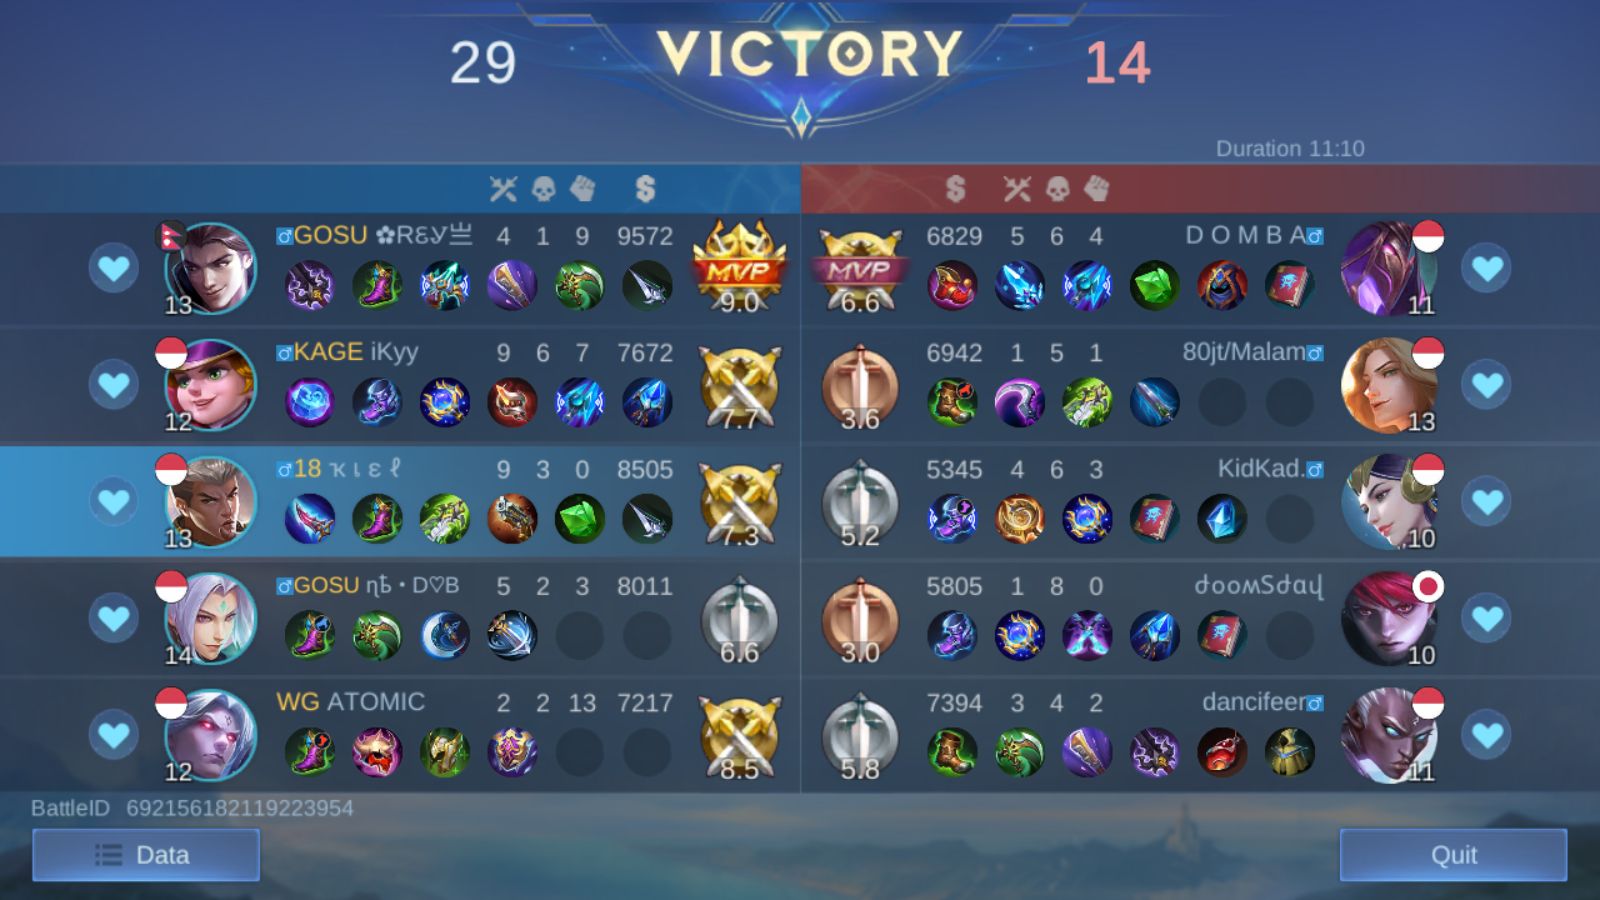 29 VICTORY 14
Duration 11:10
GOSU ✿RƐƴ亗 4 1 9 9572 MVP 9.0 13
MVP 6.6 6829 5 6 4 D O M B A 11
KAGE iKyy 9 6 7 7672 7.7 12
3.6 6942 1 5 1 80jt/Malam 13
18 ҡ ɩ ɛ ℓ 9 3 0 8505 7.3 13
5.2 5345 4 6 3 KidKad. 10
GOSU ηѣ・D♡B 5 2 3 8011 6.6 14
3.0 5805 1 8 0 ժooʍSժɑվ 10
WG ATOMIC 2 2 13 7217 8.5 12
5.8 7394 3 4 2 dancifeer 11
BattleID 692156182119223954
Data
Quit